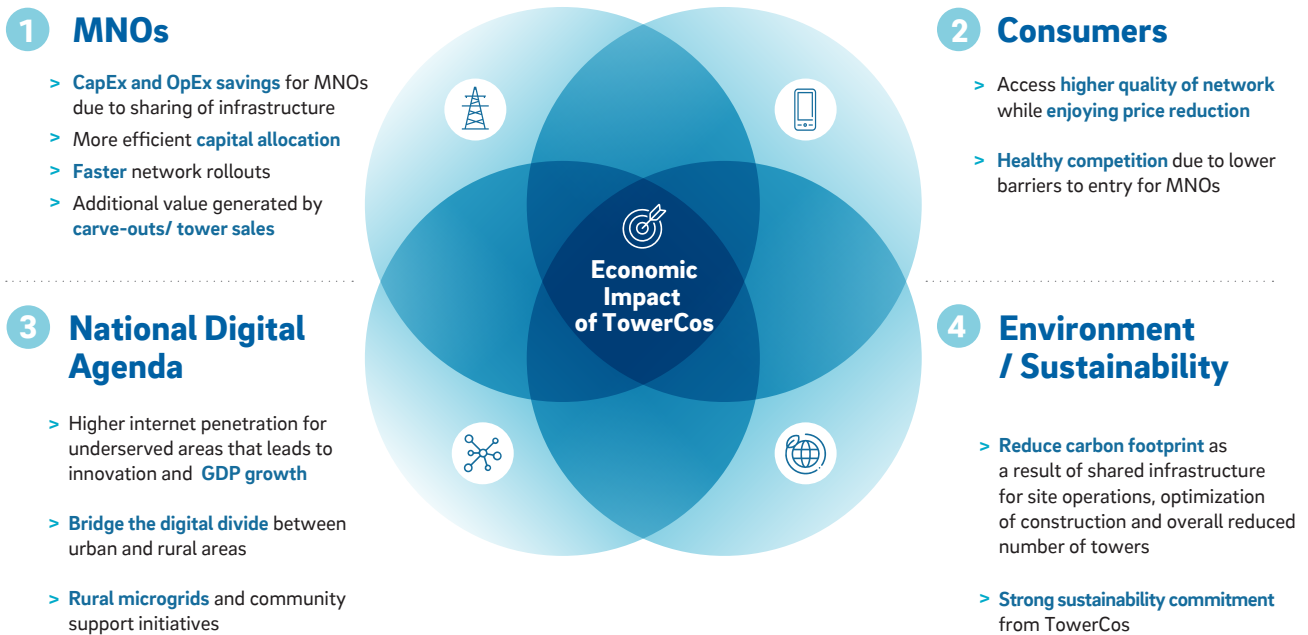 1
MNOs
> CapEx and OpEx savings for MNOs
due to sharing of infrastructure
> More efficient capital allocation
> Faster network rollouts
> Additional value generated by
carve-outs/ tower sales
2
Consumers
> Access higher quality of network
while enjoying price reduction
> Healthy competition due to lower
barriers to entry for MNOs
Economic
Impact
of TowerCos
3
National Digital
Agenda
> Higher internet penetration for
underserved areas that leads to
innovation and GDP growth
> Bridge the digital divide between
urban and rural areas
> Rural microgrids and community
support initiatives
4
Environment
/ Sustainability
> Reduce carbon footprint as
a result of shared infrastructure
for site operations, optimization
of construction and overall reduced
number of towers
> Strong sustainability commitment
from TowerCos